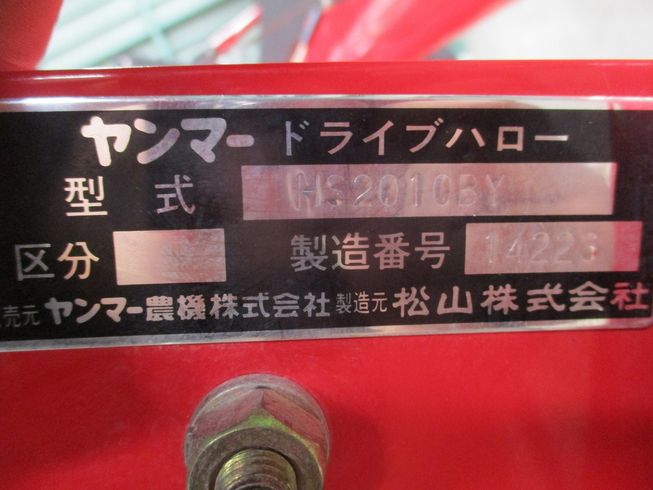 ヤンマー ドライブハロー
型式 HS2010BY
区分 製造番号 14226
売元 ヤンマー農機株式会社 製造元 松山株式会社